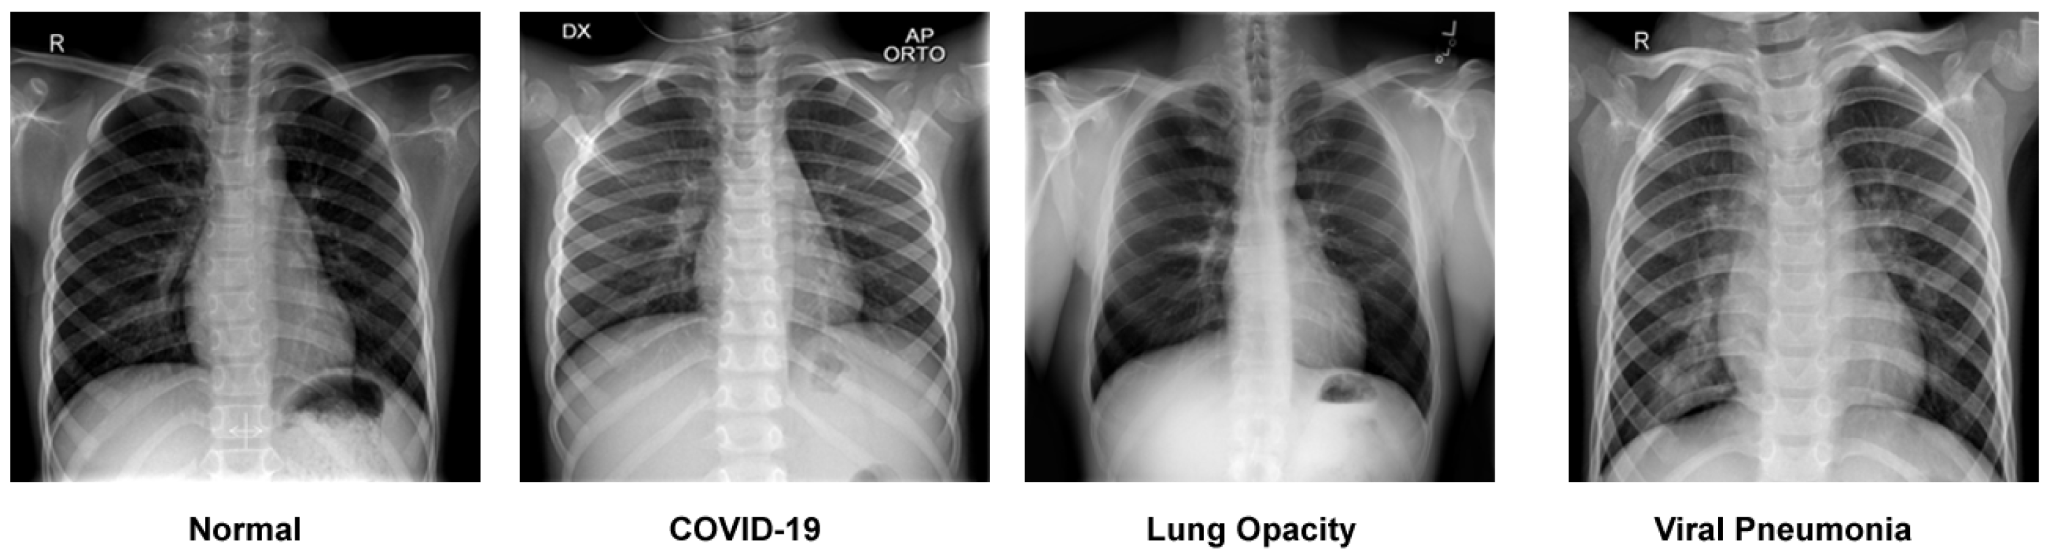 R
DX
AP
ORTO
L
R
Normal
COVID-19
Lung Opacity
Viral Pneumonia